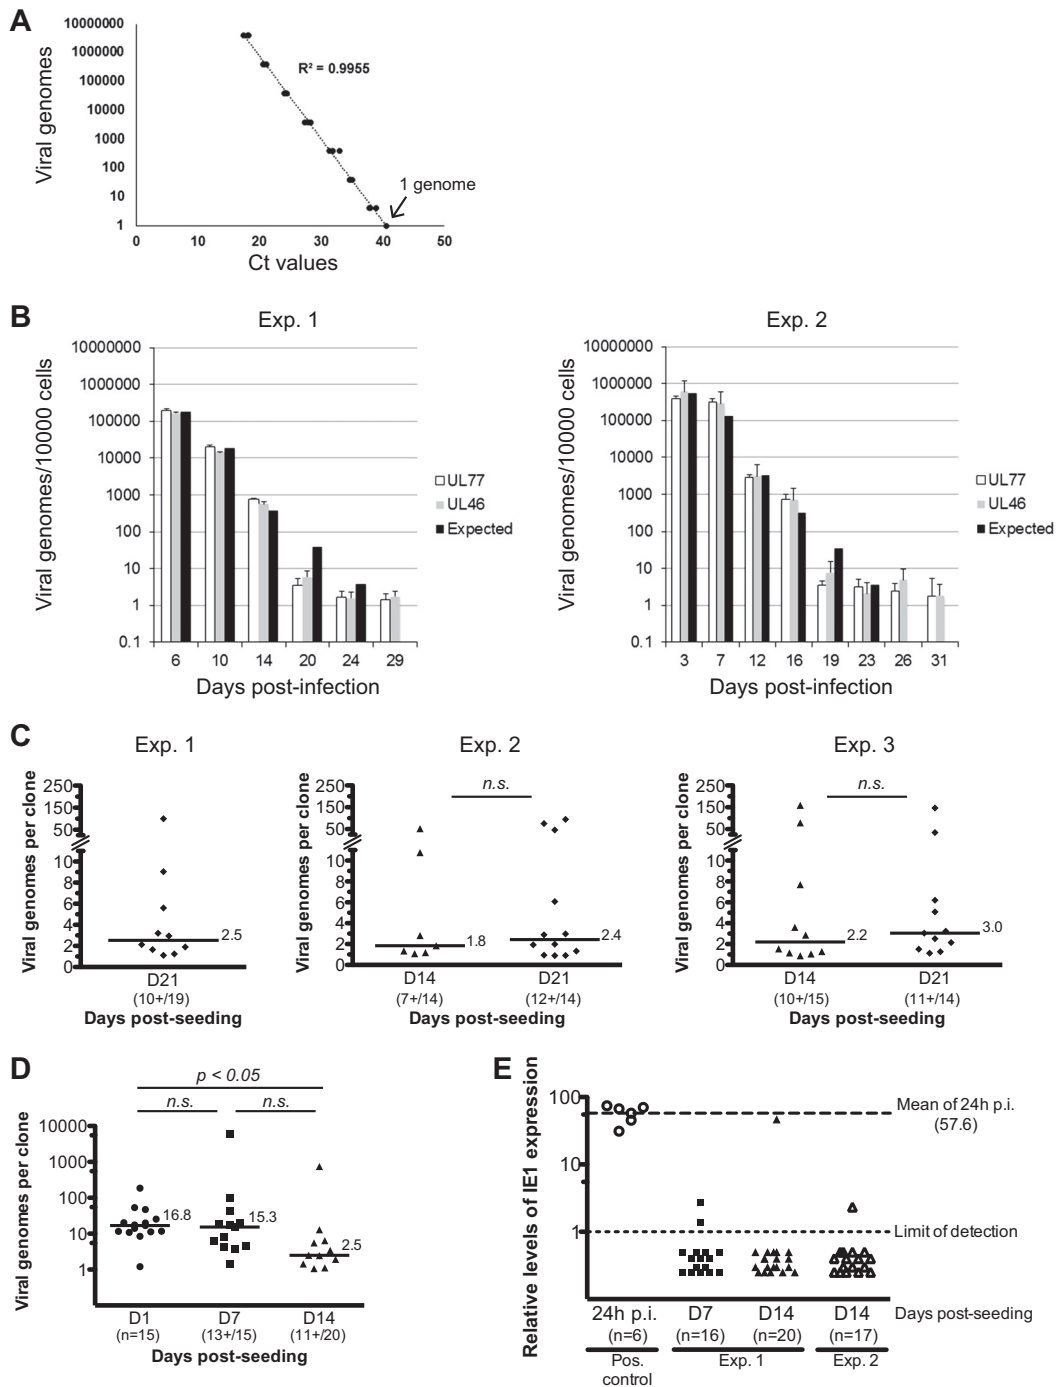 A
Viral genomes
10000000
1000000
100000
10000
1000
100
10
1
R² = 0.9955
1 genome
0 10 20 30 40 50
Ct values
B
Exp. 1
Viral genomes/10000 cells
10000000
1000000
100000
10000
1000
100
10
1
0.1
6 10 14 20 24 29
Days post-infection
UL77
UL46
Expected
Exp. 2
Viral genomes/10000 cells
10000000
1000000
100000
10000
1000
100
10
1
0.1
3 7 12 16 19 23 26 31
Days post-infection
UL77
UL46
Expected
C
Exp. 1
Viral genomes per clone
250
150
50
10
8
6
4
2
0
2.5
D21
(10+/19)
Days post-seeding
Exp. 2
Viral genomes per clone
250
150
50
10
8
6
4
2
0
n.s.
1.8
2.4
D14 D21
(7+/14) (12+/14)
Days post-seeding
Exp. 3
Viral genomes per clone
250
150
50
10
8
6
4
2
0
n.s.
2.2
3.0
D14 D21
(10+/15) (11+/14)
Days post-seeding
D
p < 0.05
n.s. n.s.
Viral genomes per clone
10000
1000
100
10
1
16.8
15.3
2.5
D1 D7 D14
(n=15) (13+/15) (11+/20)
Days post-seeding
E
Relative levels of IE1 expression
100
10
1
Mean of 24h p.i.
(57.6)
Limit of detection
24h p.i. D7 D14 D14 Days post-seeding
(n=6) (n=16) (n=20) (n=17)
Pos. control
Exp. 1
Exp. 2